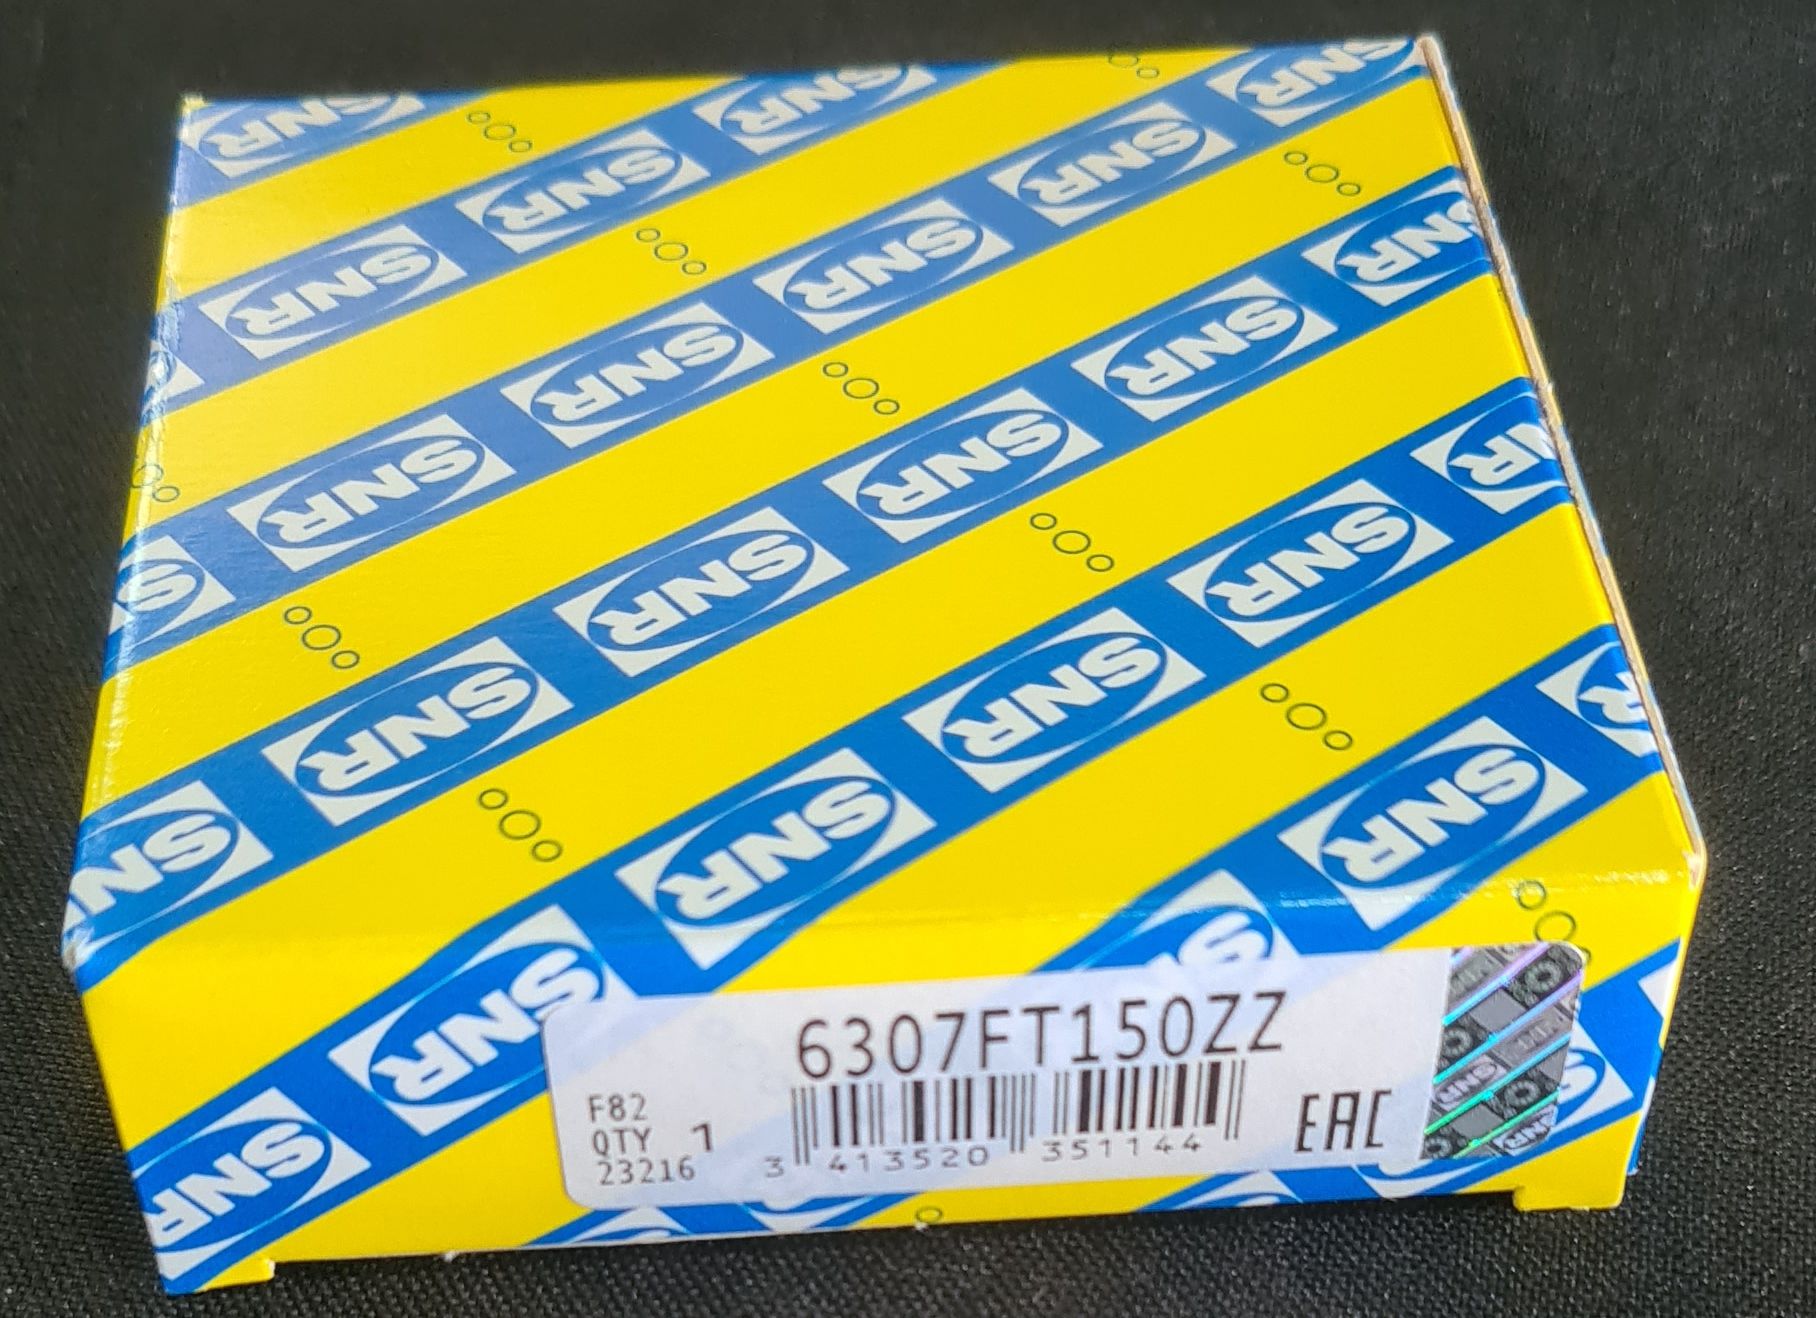 SNR
6307FT150ZZ
F82
QTY 1
23216
3 413520 351144
EAC